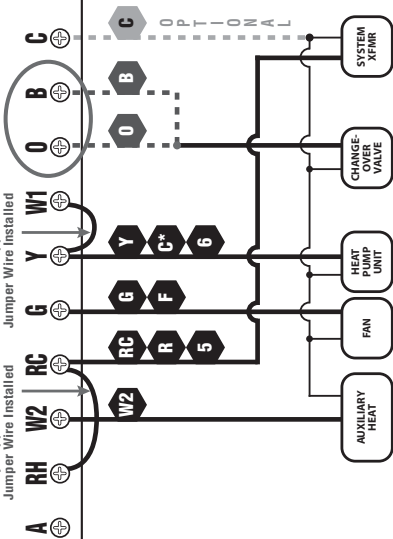 Jumper Wire Installed
Jumper Wire Installed
A
RH
W2
RC
G
Y
W1
O
B
C
W2
RC
R
5
G
F
Y
C*
6
O
B
C
OPTIONAL
AUXILIARY
HEAT
FAN
HEAT
PUMP
UNIT
CHANGE-
OVER
VALVE
SYSTEM
XFMR